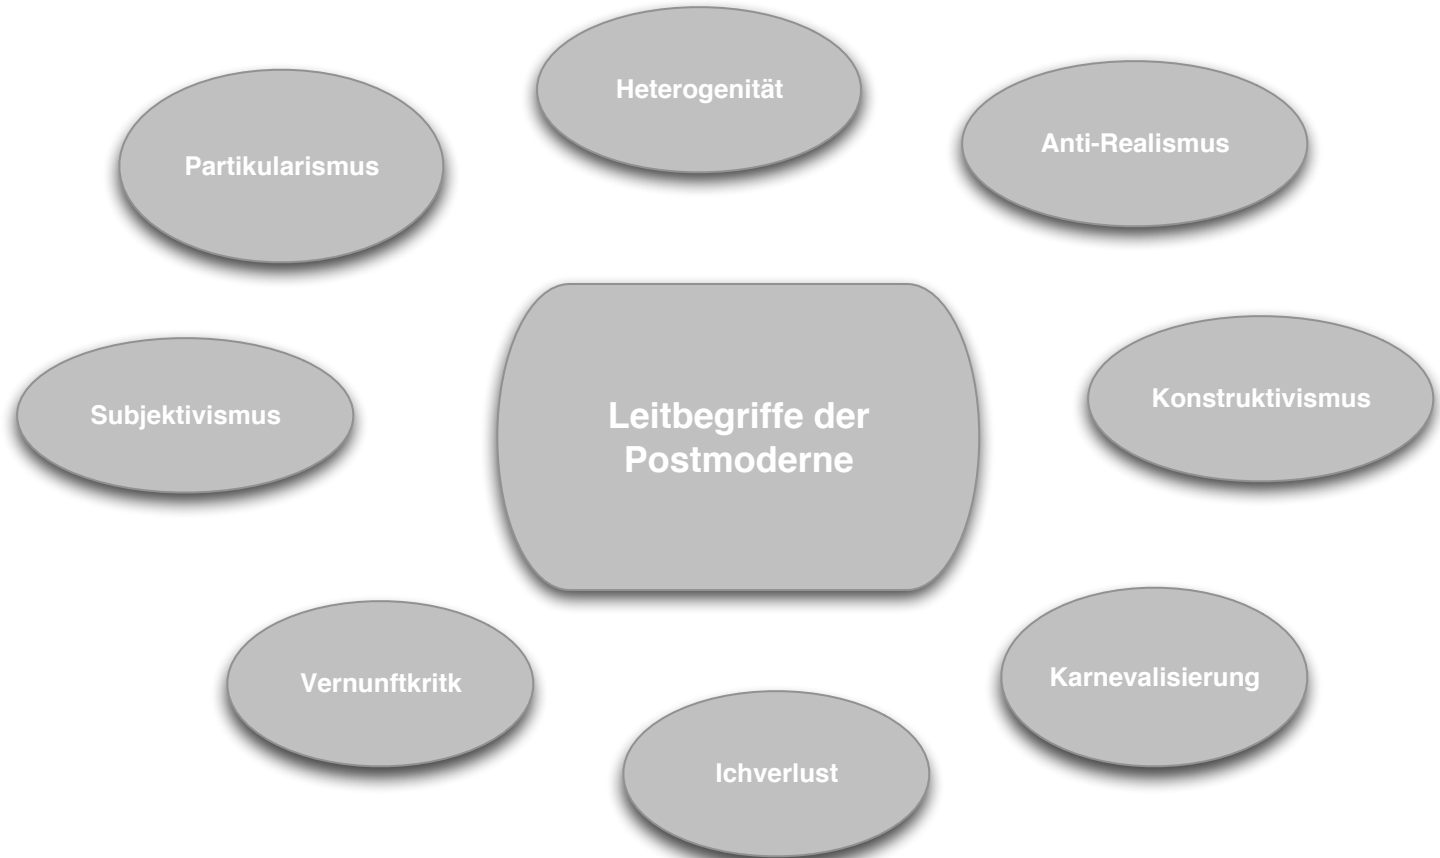 Heterogenität
Anti-Realismus
Partikularismus
Konstruktivismus
Leitbegriffe der
Postmoderne
Subjektivismus
Karnevalisierung
Vernunftkritk
Ichverlust